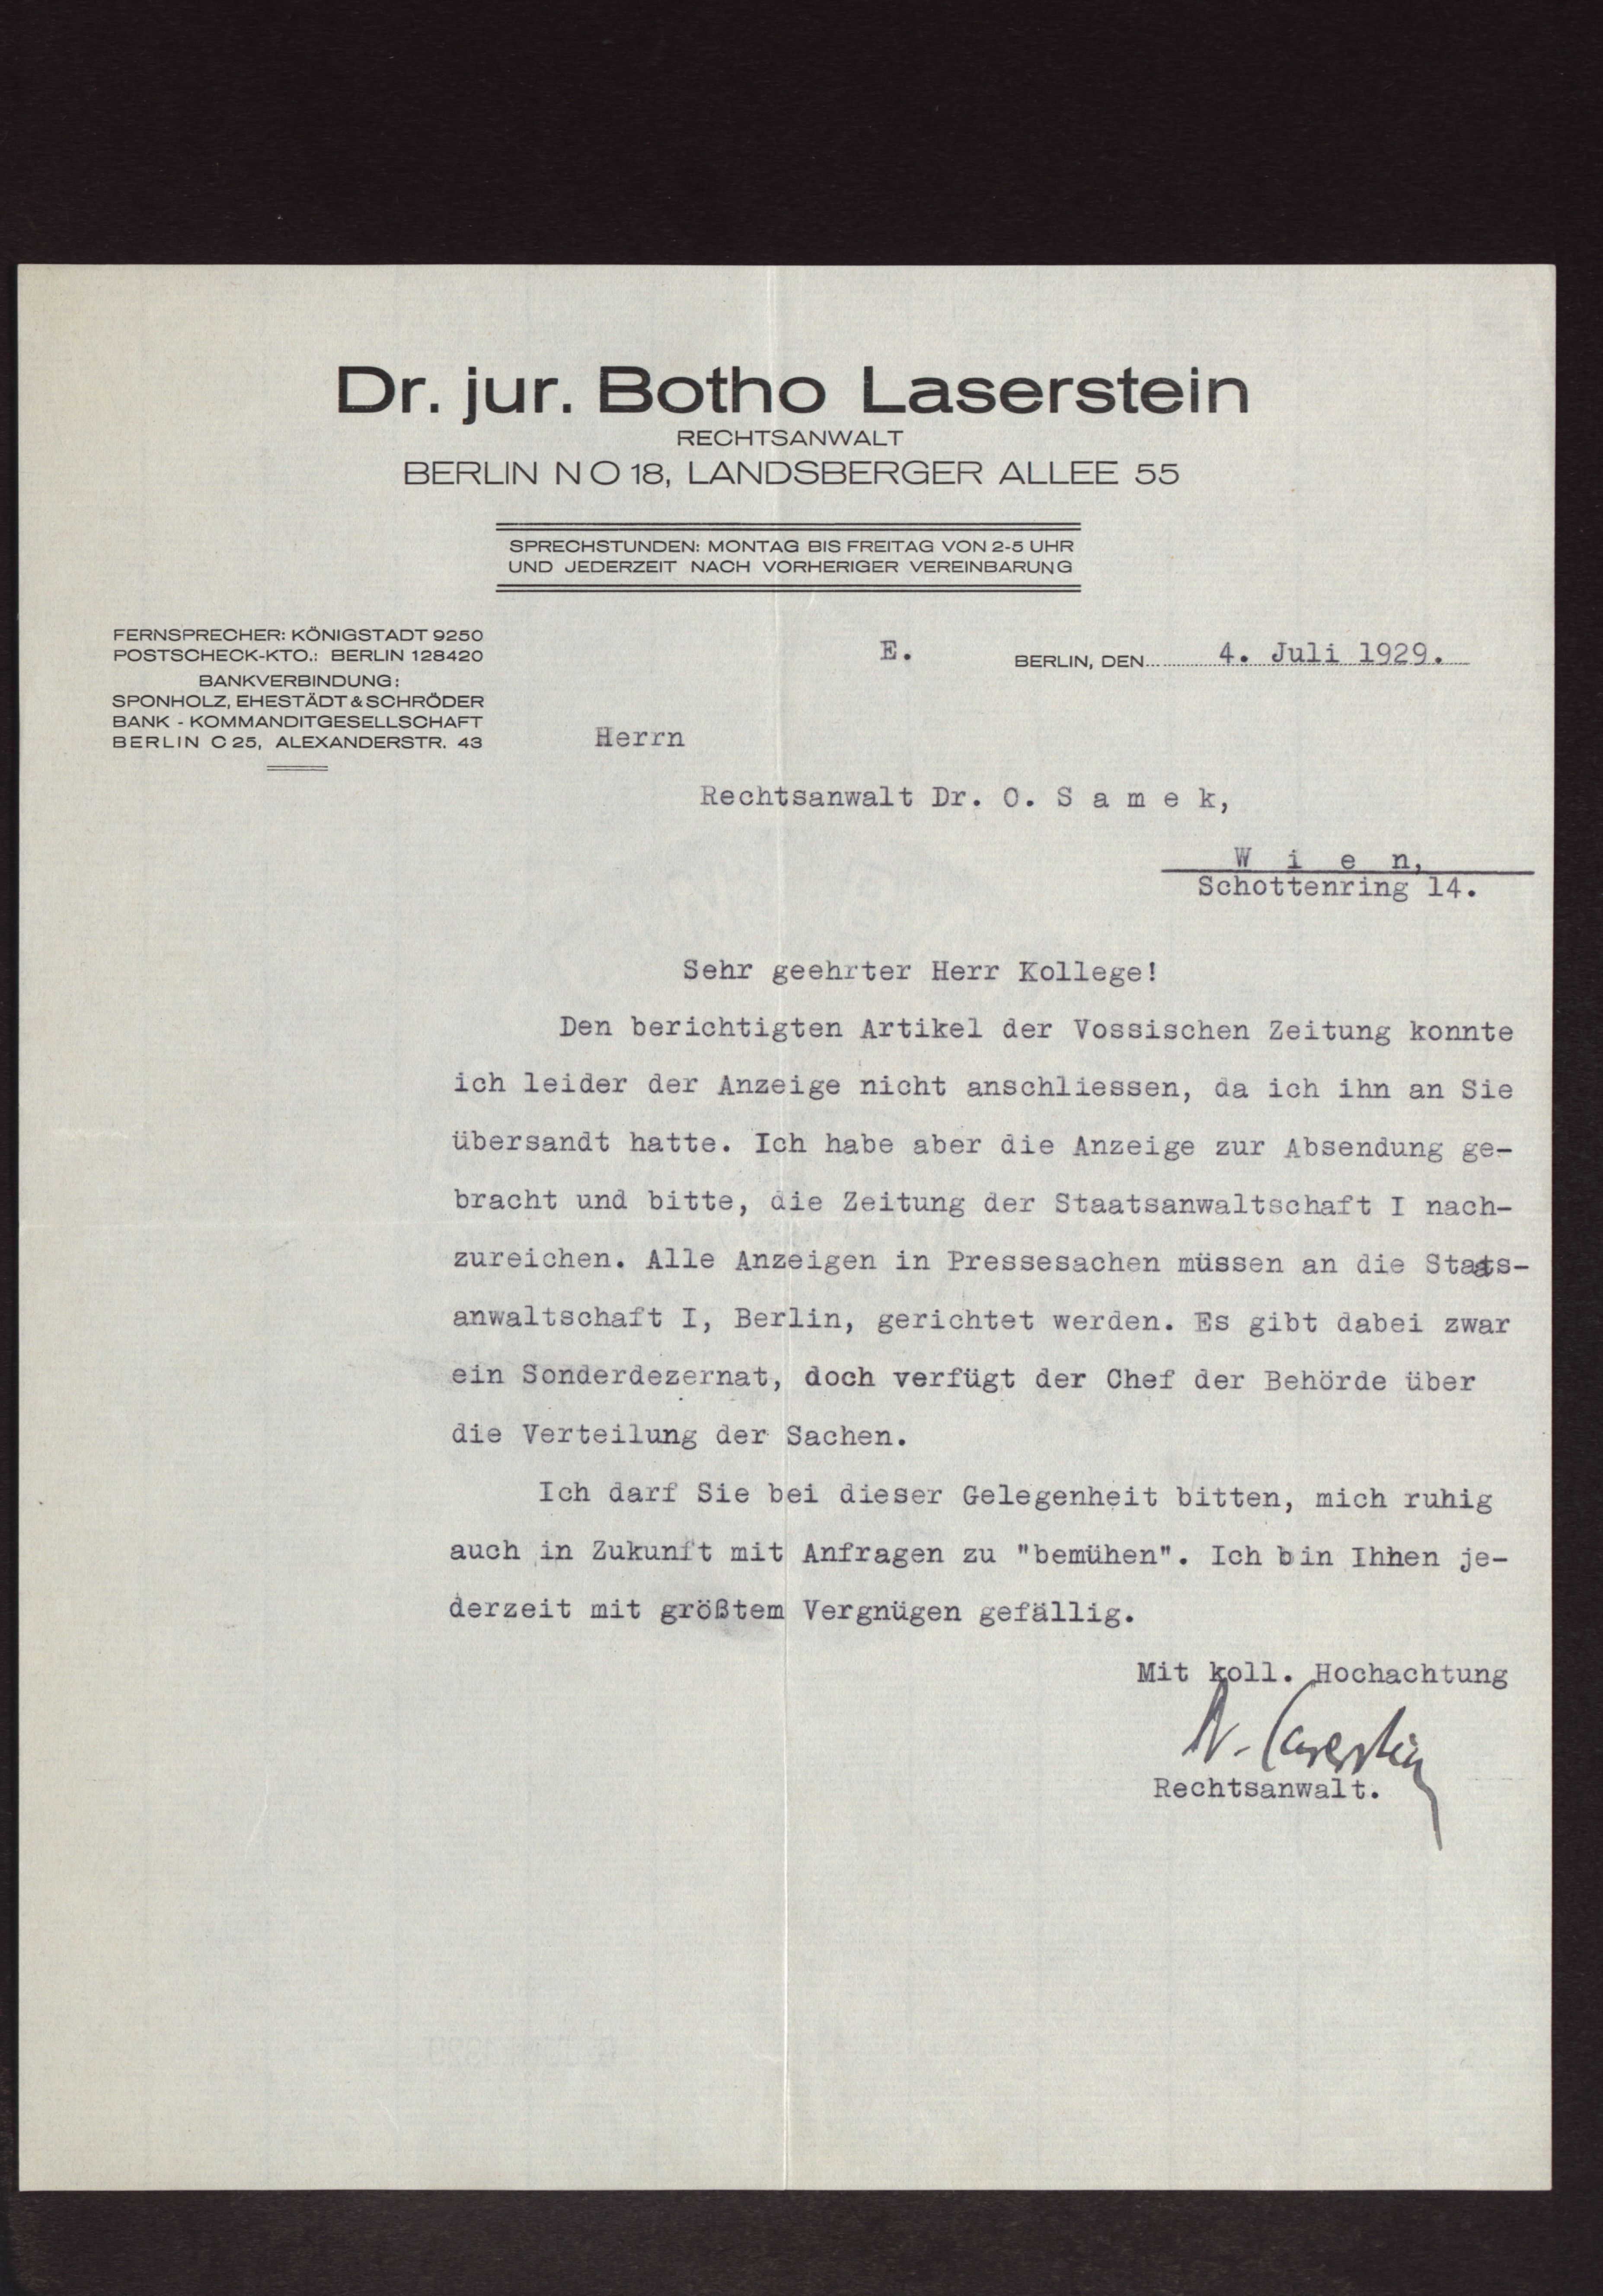 Dr. jur. Botho Laserstein
RECHTSANWALT
BERLIN NO 18, LANDSBERGER ALLEE 55
SPRECHSTUNDEN: MONTAG BIS FREITAG VON 2-5 UHR
UND JEDERZEIT NACH VORHERIGER VEREINBARUNG
FERNSPRECHER: KÖNIGSTADT 9250
POSTSCHECK-KTO.: BERLIN 128420
BANKVERBINDUNG:
SPONHOLZ, EHESTÄDT & SCHRÖDER
BANK - KOMMANDITGESELLSCHAFT
BERLIN C 25, ALEXANDERSTR. 43
E. BERLIN, DEN 4. Juli 1929.
Herrn
Rechtsanwalt Dr. O. S a m e k,
W i e n,
Schottenring 14.
Sehr geehrter Herr Kollege!
Den berichtigten Artikel der Vossischen Zeitung konnte
ich leider der Anzeige nicht anschliessen, da ich ihn an Sie
übersandt hatte. Ich habe aber die Anzeige zur Absendung ge-
bracht und bitte, die Zeitung der Staatsanwaltschaft I nach-
zureichen. Alle Anzeigen in Pressesachen müssen an die Staats-
anwaltschaft I, Berlin, gerichtet werden. Es gibt dabei zwar
ein Sonderdezernat, doch verfügt der Chef der Behörde über
die Verteilung der Sachen.
Ich darf Sie bei dieser Gelegenheit bitten, mich ruhig
auch in Zukunft mit Anfragen zu "bemühen". Ich bin Ihhen je-
derzeit mit größtem Vergnügen gefällig.
Mit koll. Hochachtung
Laserstein
Rechtsanwalt.